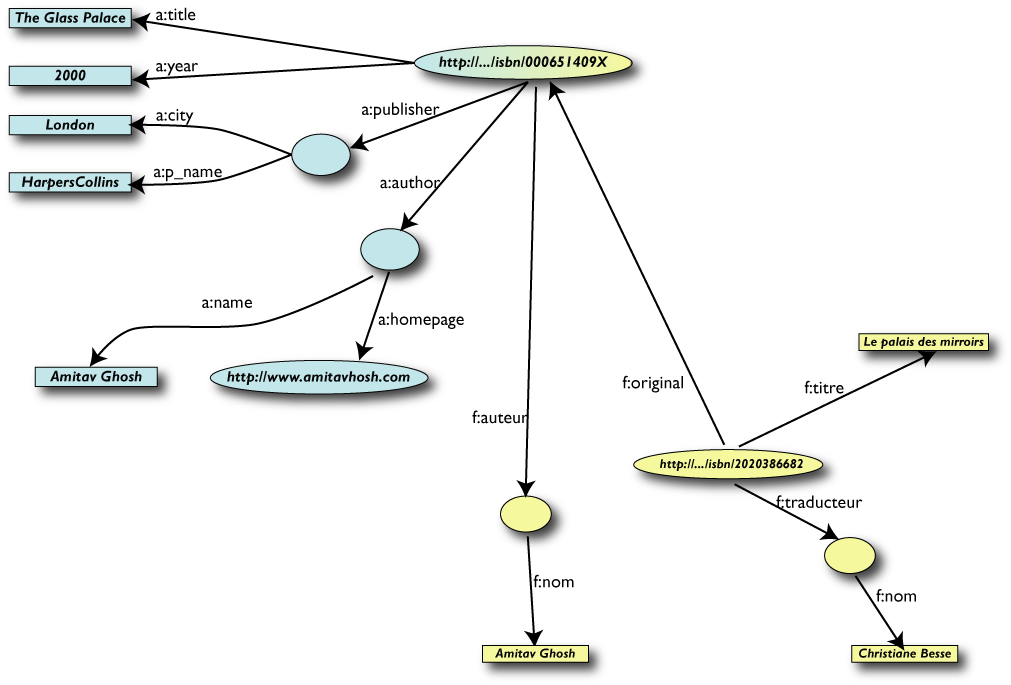 The Glass Palace
a:title
http://.../isbn/000651409X
2000
a:year
London
a:city
a:publisher
HarpersCollins
a:p_name
a:author
a:name
a:homepage
Amitav Ghosh
http://www.amitavhosh.com
Le palais des mirroirs
f:original
f:titre
f:auteur
http://.../isbn/2020386682
f:traducteur
f:nom
f:nom
Amitav Ghosh
Christiane Besse